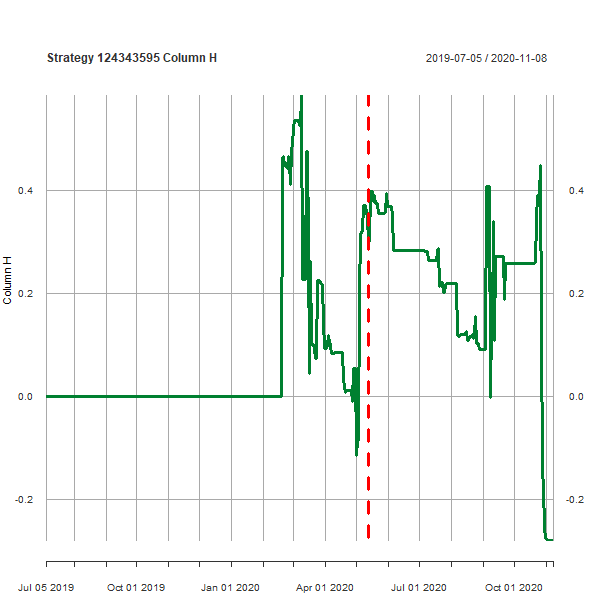 Strategy 124343595 Column H
2019-07-05 / 2020-11-08
Column H
0.4
0.2
0.0
-0.2
0.4
0.2
0.0
-0.2
Jul 05 2019
Oct 01 2019
Jan 01 2020
Apr 01 2020
Jul 01 2020
Oct 01 2020